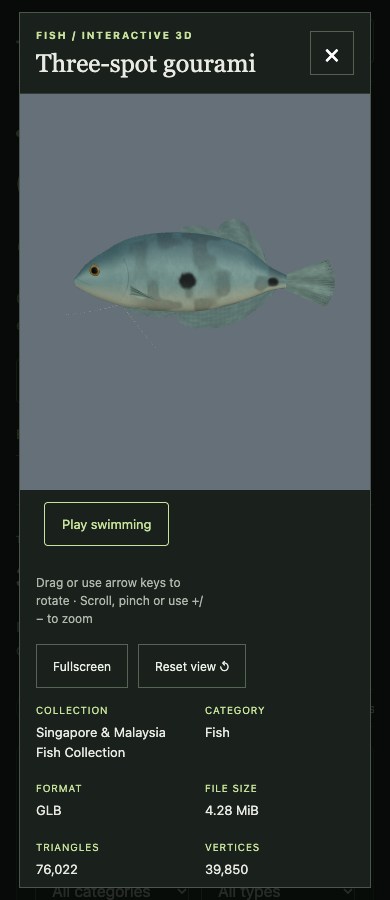 FISH / INTERACTIVE 3D
Three-spot gourami
×
Play swimming
Drag or use arrow keys to
rotate · Scroll, pinch or use +/
− to zoom
Fullscreen
Reset view ↺
COLLECTION
CATEGORY
Singapore & Malaysia
Fish Collection
Fish
FORMAT
FILE SIZE
GLB
4.28 MiB
TRIANGLES
VERTICES
76,022
39,850
All categories
All types